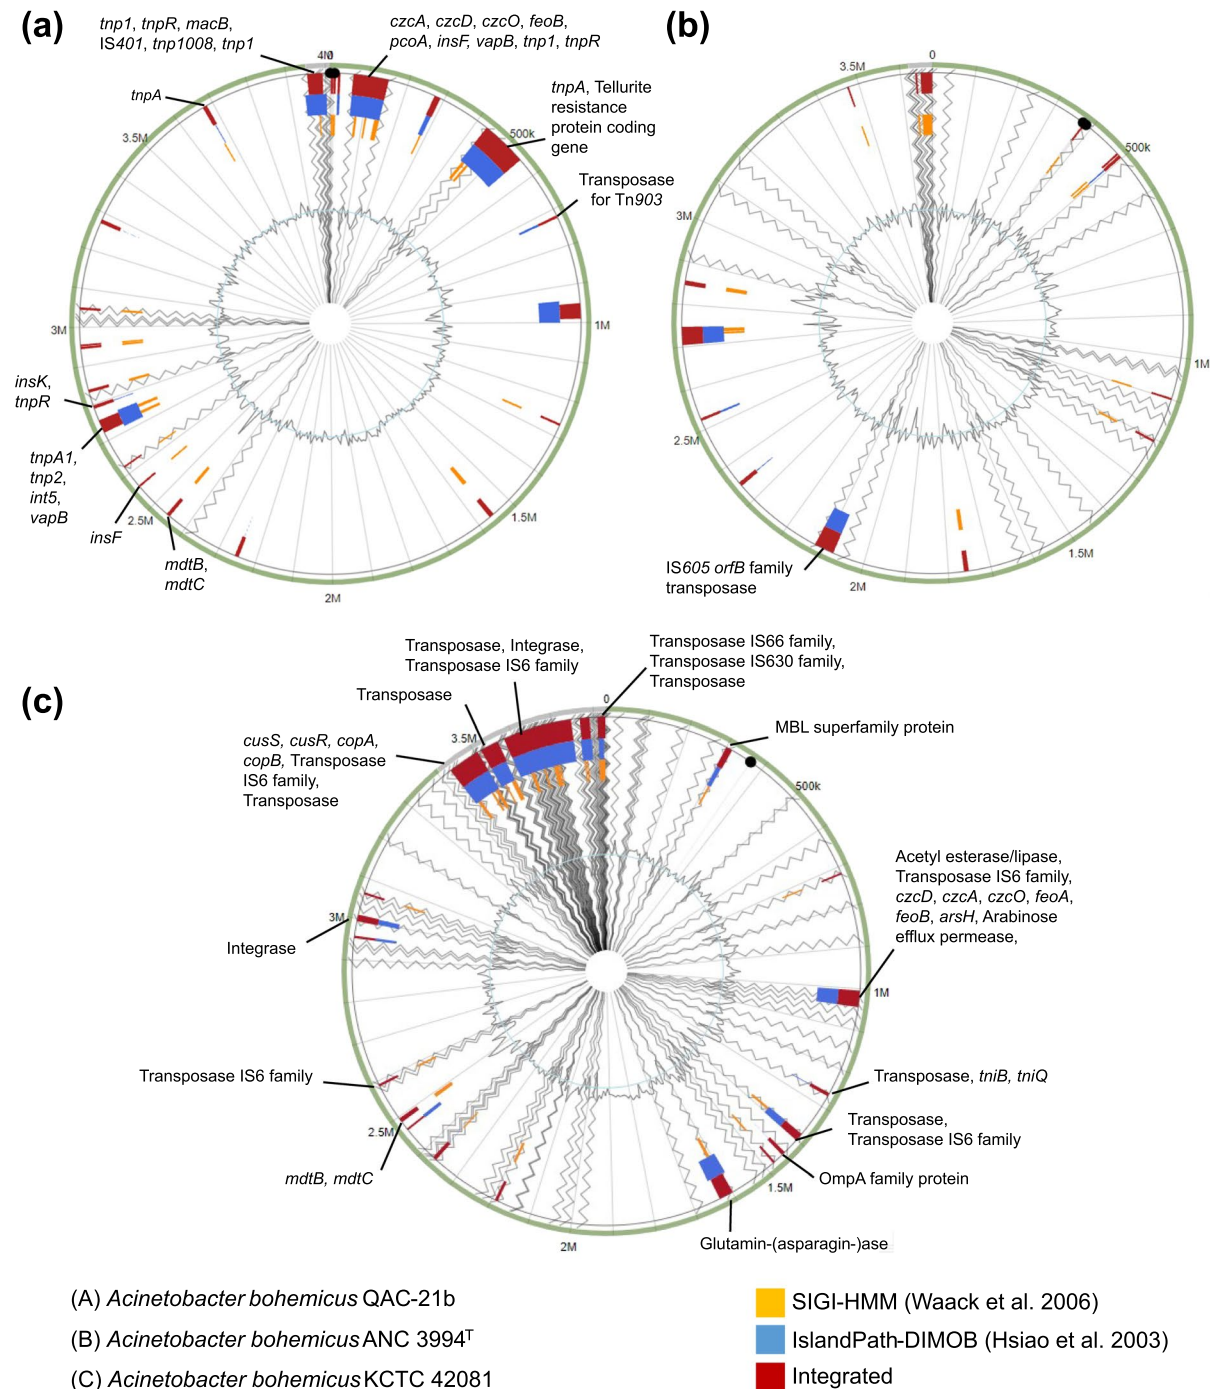 (a)
tnp1, tnpR, macB,
IS401, tnp1008, tnp1
czcA, czcD, czcO, feoB,
pcoA, insF, vapB, tnp1, tnpR
tnpA
tnpA, Tellurite
resistance
protein coding
gene
Transposase
for Tn903
insK,
tnpR
tnpA1,
tnp2,
int5,
vapB
insF
mdtB,
mdtC
0
4M
500k
1M
1.5M
2M
2.5M
3M
3.5M
(b)
0
500k
1M
1.5M
2M
2.5M
3M
3.5M
IS605 orfB family
transposase
(c)
Transposase, Integrase,
Transposase IS6 family
Transposase IS66 family,
Transposase IS630 family,
Transposase
Transposase
cusS, cusR, copA,
copB, Transposase
IS6 family,
Transposase
MBL superfamily protein
Acetyl esterase/lipase,
Transposase IS6 family,
czcD, czcA, czcO, feoA,
feoB, arsH, Arabinose
efflux permease,
Integrase
Transposase IS6 family
Transposase, tniB, tniQ
Transposase,
Transposase IS6 family
OmpA family protein
mdtB, mdtC
Glutamin-(asparagin-)ase
0
500k
1M
1.5M
2M
2.5M
3M
3.5M
(A) Acinetobacter bohemicus QAC-21b
(B) Acinetobacter bohemicus ANC 3994T
(C) Acinetobacter bohemicus KCTC 42081
SIGI-HMM (Waack et al. 2006)
IslandPath-DIMOB (Hsiao et al. 2003)
Integrated